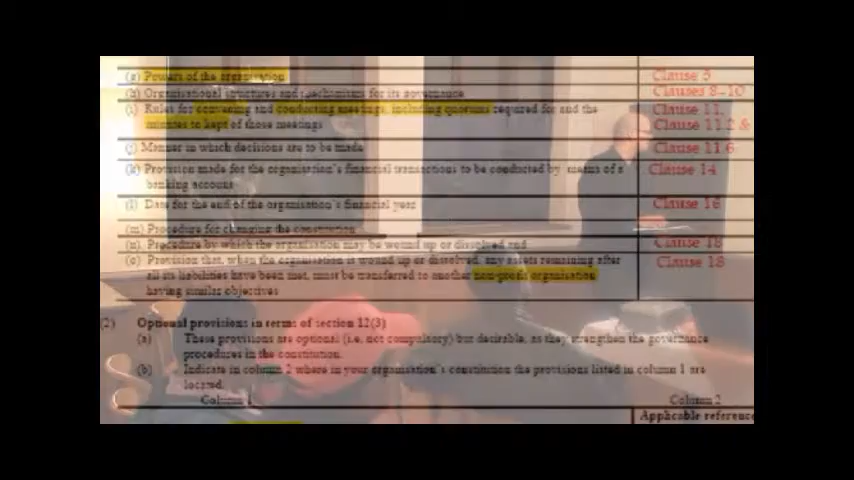 (g) Powers of the organisation Clause 5
(h) Organisational structures and mechanisms for its governance Clauses 8-10
(i) Rules for convening and conducting meetings, including quorums required for and the Clause 11,
minutes to kept of those meetings Clause 11.2 &
(j) Manner in which decisions are to be made Clause 11.6
(k) Provision made for the organisation's financial transactions to be conducted by means of a Clause 14
banking account
(l) Date for the end of the organisation's financial year Clause 16
(m) Procedure for changing the constitution
(n) Procedure by which the organisation may be wound up or dissolved and Clause 18
(o) Provision that, when the organisation is wound up or dissolved, any assets remaining after Clause 18
all its liabilities have been met, must be transferred to another non-profit organisation
having similar objectives
(2) Optional provisions in terms of section 12(3)
(a) These provisions are optional (i.e. not compulsory) but desirable, as they strengthen the governance
procedures in the constitution.
(b) Indicate in column 2 where in your organisation's constitution the provisions listed in column 1 are
located.
Column 1 Column 2
Applicable reference